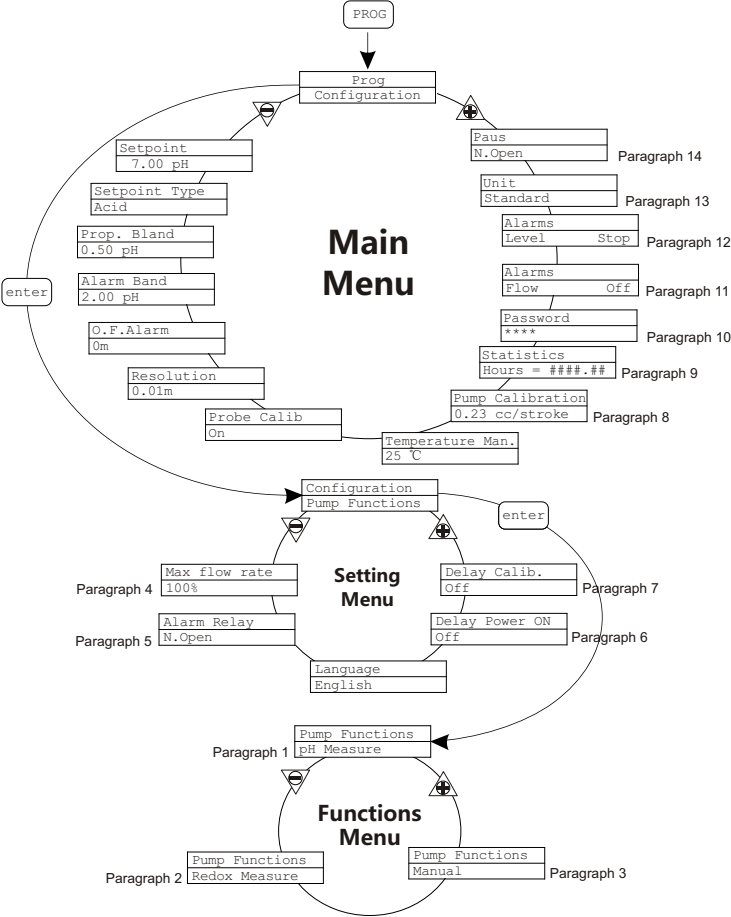 PROG
Prog
Configuration
Setpoint
7.00 pH
Setpoint Type
Acid
Prop. Bland
0.50 pH
Alarm Band
2.00 pH
O.F.Alarm
0m
Resolution
0.01m
Probe Calib
On
Main
Menu
Paus
N.Open
Paragraph 14
Unit
Standard
Paragraph 13
Alarms
Level Stop
Paragraph 12
Alarms
Flow Off
Paragraph 11
Password
****
Paragraph 10
Statistics
Hours = ####.##
Paragraph 9
Pump Calibration
0.23 cc/stroke
Paragraph 8
Temperature Man.
25 ℃
enter
Configuration
Pump Functions
enter
Max flow rate
100%
Paragraph 4
Alarm Relay
N.Open
Paragraph 5
Setting
Menu
Delay Calib.
Off
Paragraph 7
Delay Power ON
Off
Paragraph 6
Language
English
Pump Functions
pH Measure
Paragraph 1
Functions
Menu
Pump Functions
Redox Measure
Paragraph 2
Pump Functions
Manual
Paragraph 3